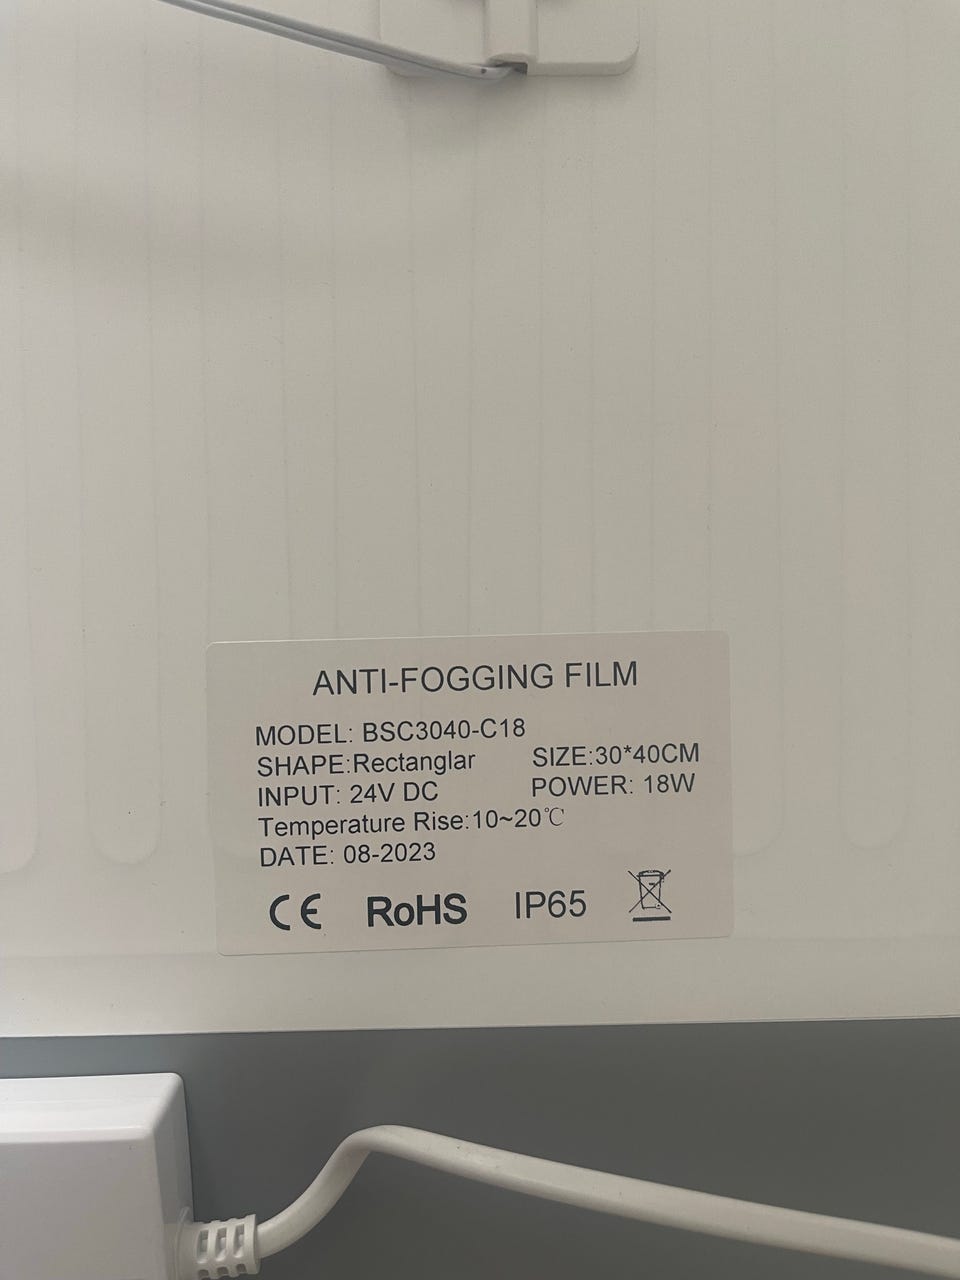 ANTI-FOGGING FILM
MODEL: BSC3040-C18
SHAPE:Rectanglar SIZE:30*40CM
INPUT: 24V DC POWER: 18W
Temperature Rise:10~20℃
DATE: 08-2023
CE RoHS IP65